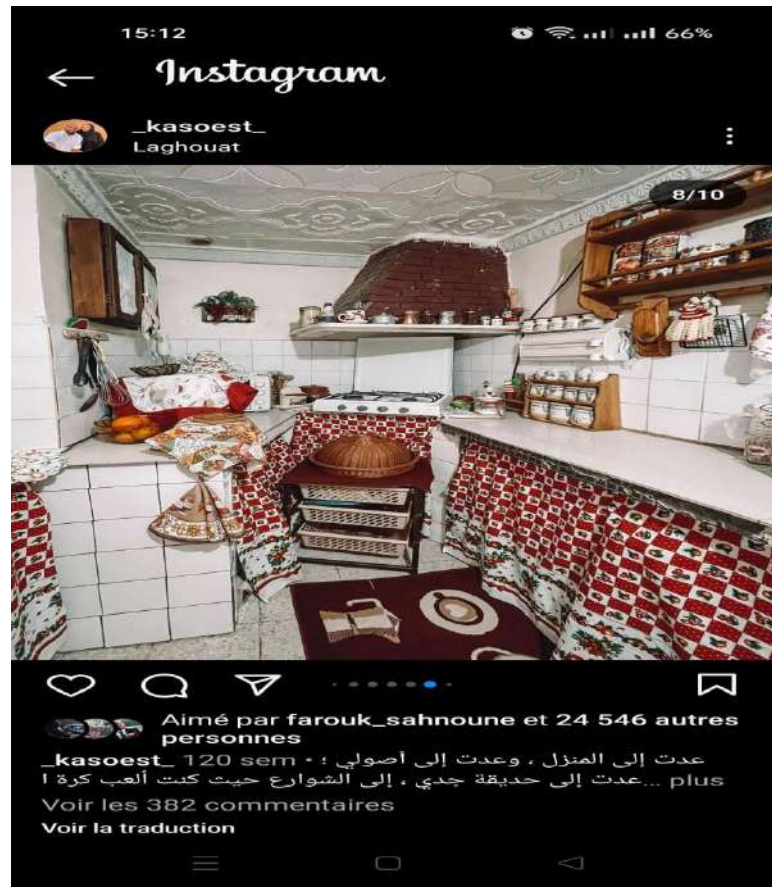 15:12 66%
Instagram
_kasoest_
Laghouat
8/10
Aimé par farouk_sahnoune et 24 546 autres
personnes
_kasoest_ 120 sem • عدت إلى المنزل ، وعدت إلى أصولي ؛
عدت إلى حديقة جدي ، إلى الشوارع حيث كنت ألعب كرة ا... plus
Voir les 382 commentaires
Voir la traduction